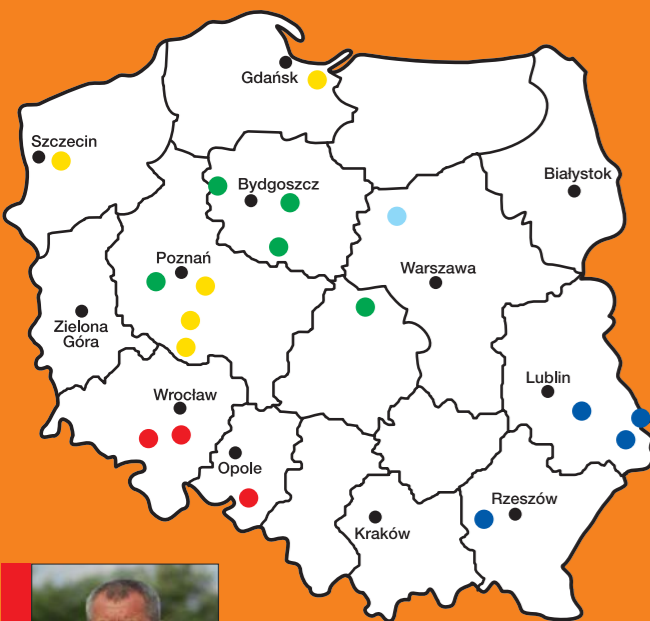 Gdańsk
Szczecin
Białystok
Bydgoszcz
Poznań
Warszawa
Zielona
Góra
Lublin
Wrocław
Opole
Rzeszów
Kraków